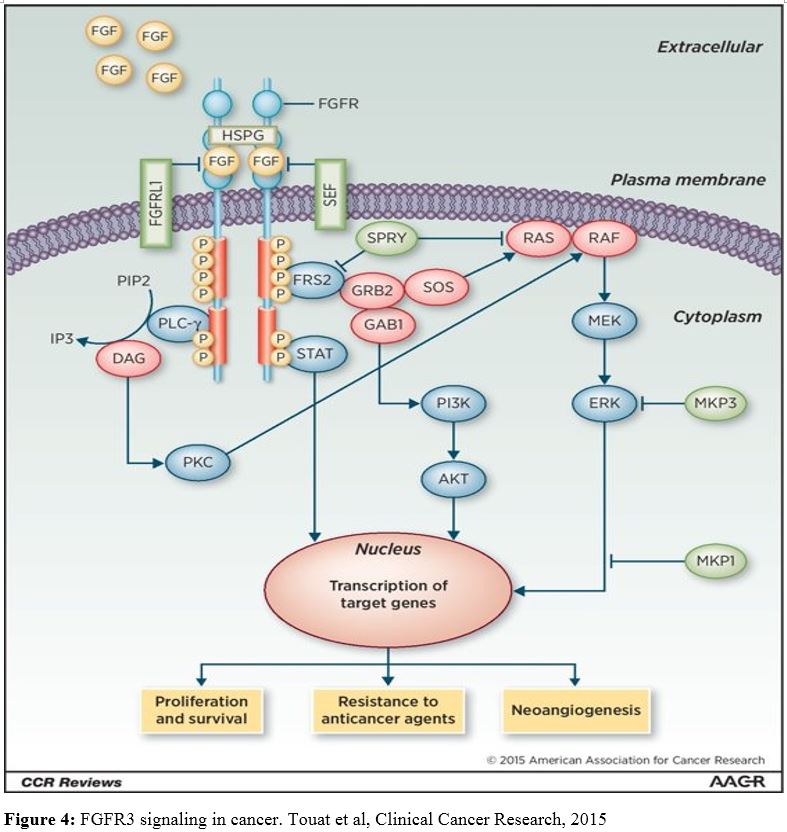 FGF
FGF
FGF
FGF
Extracellular
FGFR
HSPG
FGF
FGF
FGFRL1
SEF
Plasma membrane
P
P
P
P
P
P
P
P
SPRY
RAS
RAF
FRS2
GRB2
SOS
GAB1
PIP2
PLC-γ
IP3
DAG
P
P
P
P
STAT
MEK
Cytoplasm
PI3K
ERK
MKP3
PKC
AKT
Nucleus
Transcription of
target genes
MKP1
Proliferation
and survival
Resistance to
anticancer agents
Neoangiogenesis
© 2015 American Association for Cancer Research
CCR Reviews
AACR
Figure 4: FGFR3 signaling in cancer. Touat et al, Clinical Cancer Research, 2015